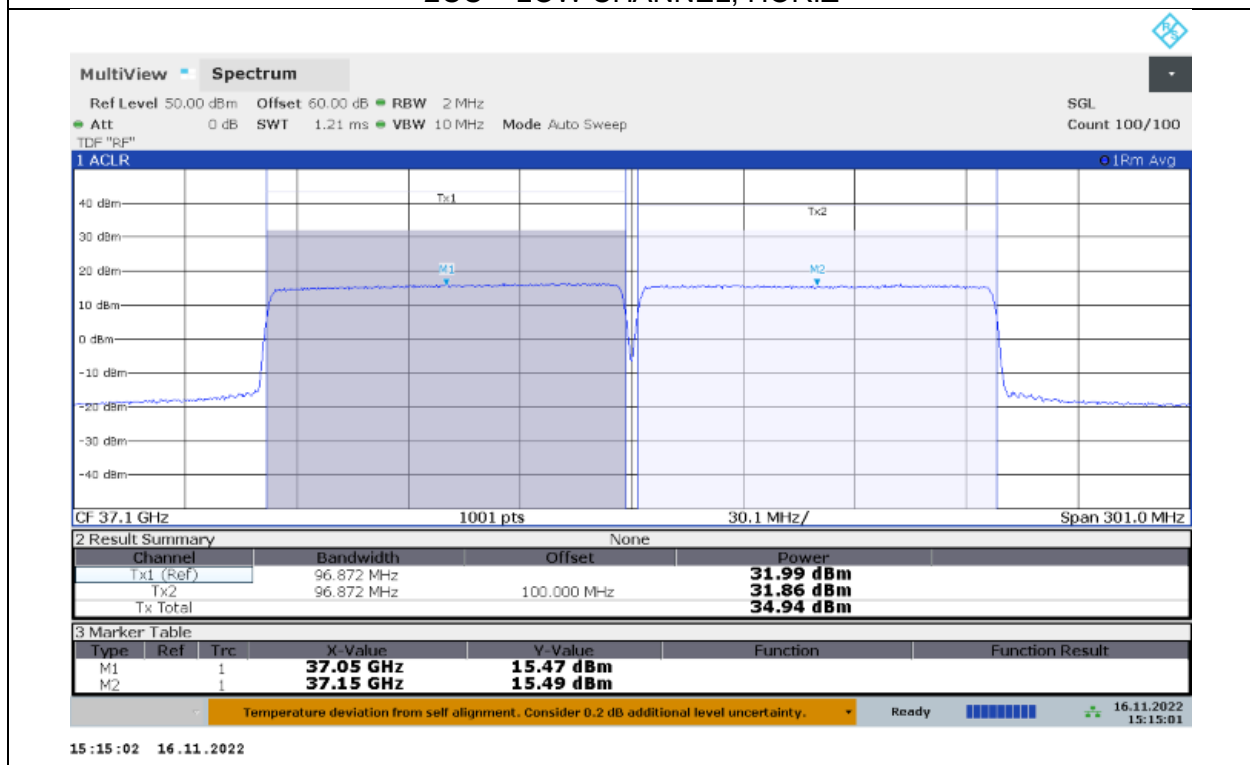 MultiView Spectrum
Ref Level 50.00 dBm Offset 60.00 dB RBW 2 MHz SGL
Att 0 dB SWT 1.21 ms VBW 10 MHz Mode Auto Sweep Count 100/100
TDF "RF"
1 ACLR 1Rm Avg
Tx1
40 dBm
Tx2
30 dBm
20 dBm M1 M2
10 dBm
0 dBm
-10 dBm
-20 dBm
-30 dBm
-40 dBm
CF 37.1 GHz 1001 pts 30.1 MHz/ Span 301.0 MHz
2 Result Summary None
Channel Bandwidth Offset Power
Tx1 (Ref) 96.872 MHz 31.99 dBm
Tx2 96.872 MHz 100.000 MHz 31.86 dBm
Tx Total 34.94 dBm
3 Marker Table
Type Ref Trc X-Value Y-Value Function Function Result
M1 1 37.05 GHz 15.47 dBm
M2 1 37.15 GHz 15.49 dBm
Temperature deviation from self alignment. Consider 0.2 dB additional level uncertainty. Ready 16.11.2022
15:15:01
15:15:02 16.11.2022